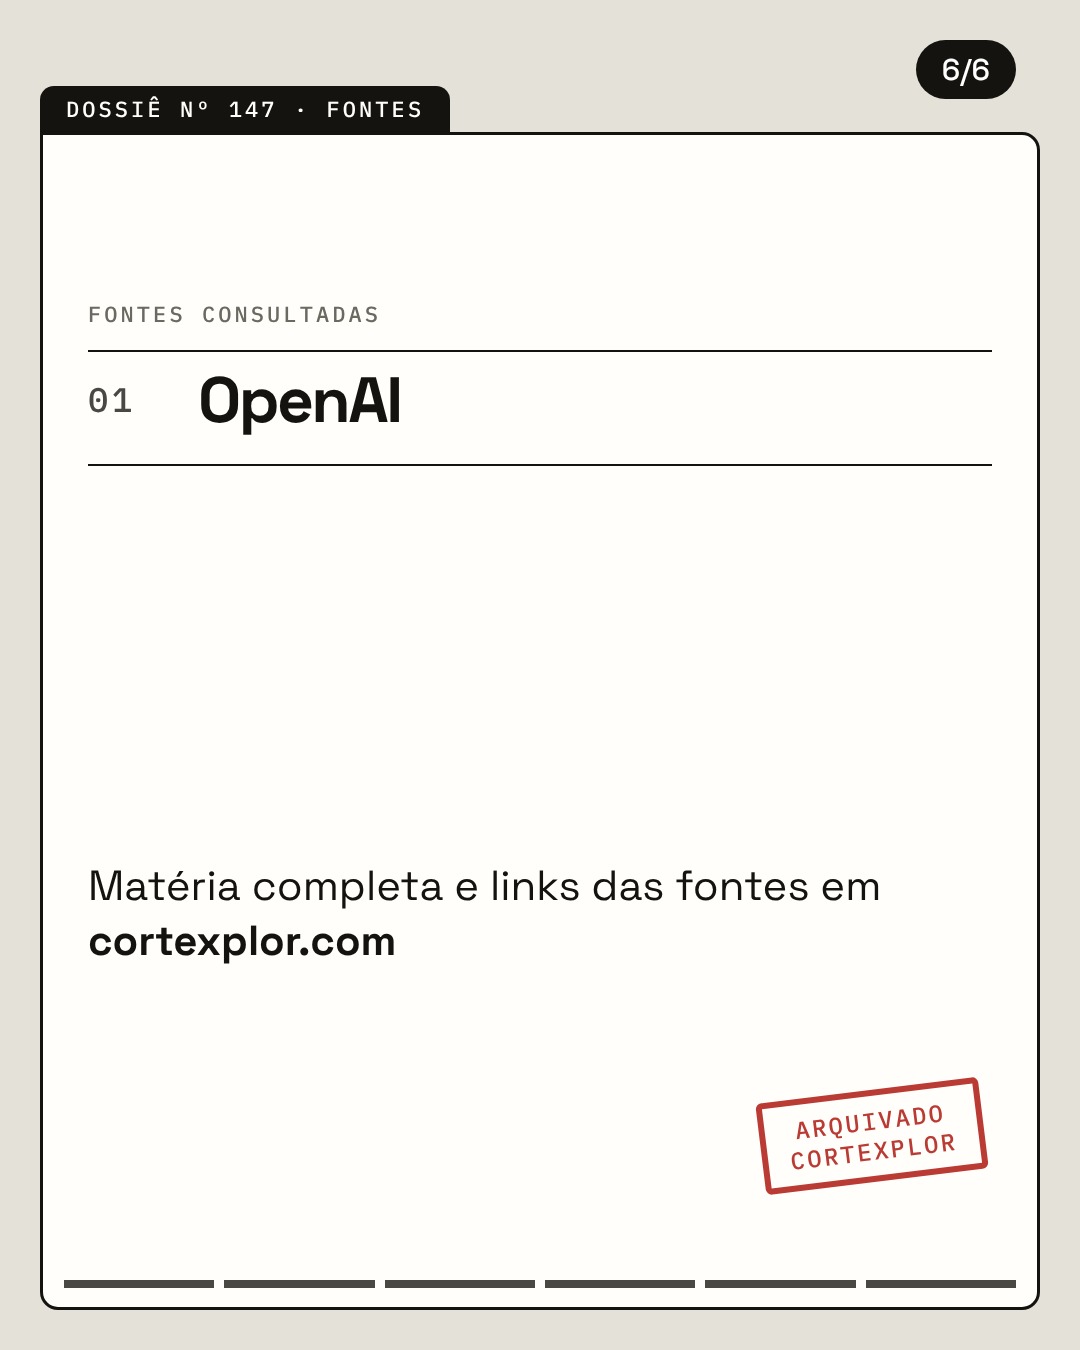 6/6
DOSSIÊ Nº 147 · FONTES
FONTES CONSULTADAS
01 OpenAI
Matéria completa e links das fontes em
cortexplor.com
ARQUIVADO
CORTEXPLOR